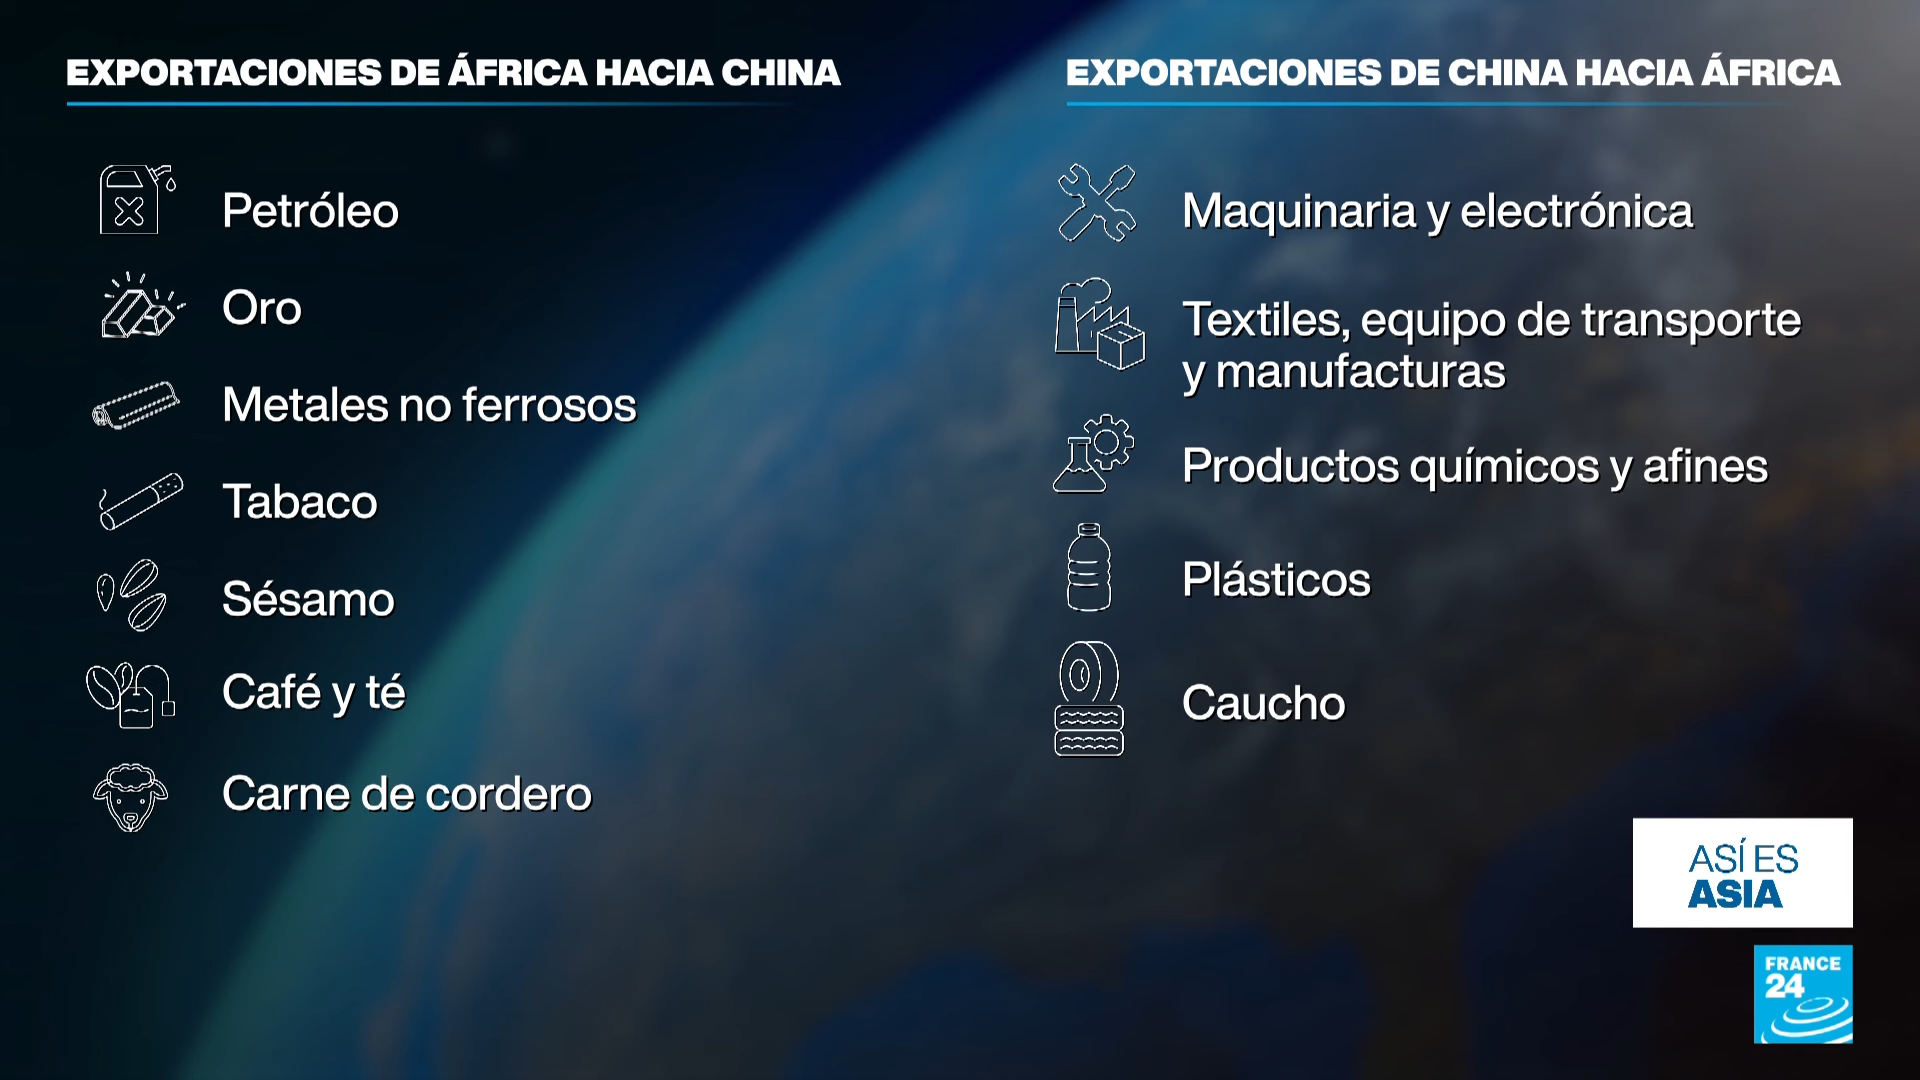 EXPORTACIONES DE ÁFRICA HACIA CHINA
Petróleo
Oro
Metales no ferrosos
Tabaco
Sésamo
Café y té
Carne de cordero
EXPORTACIONES DE CHINA HACIA ÁFRICA
Maquinaria y electrónica
Textiles, equipo de transporte
y manufacturas
Productos químicos y afines
Plásticos
Caucho
ASÍ ES
ASIA
FRANCE
24